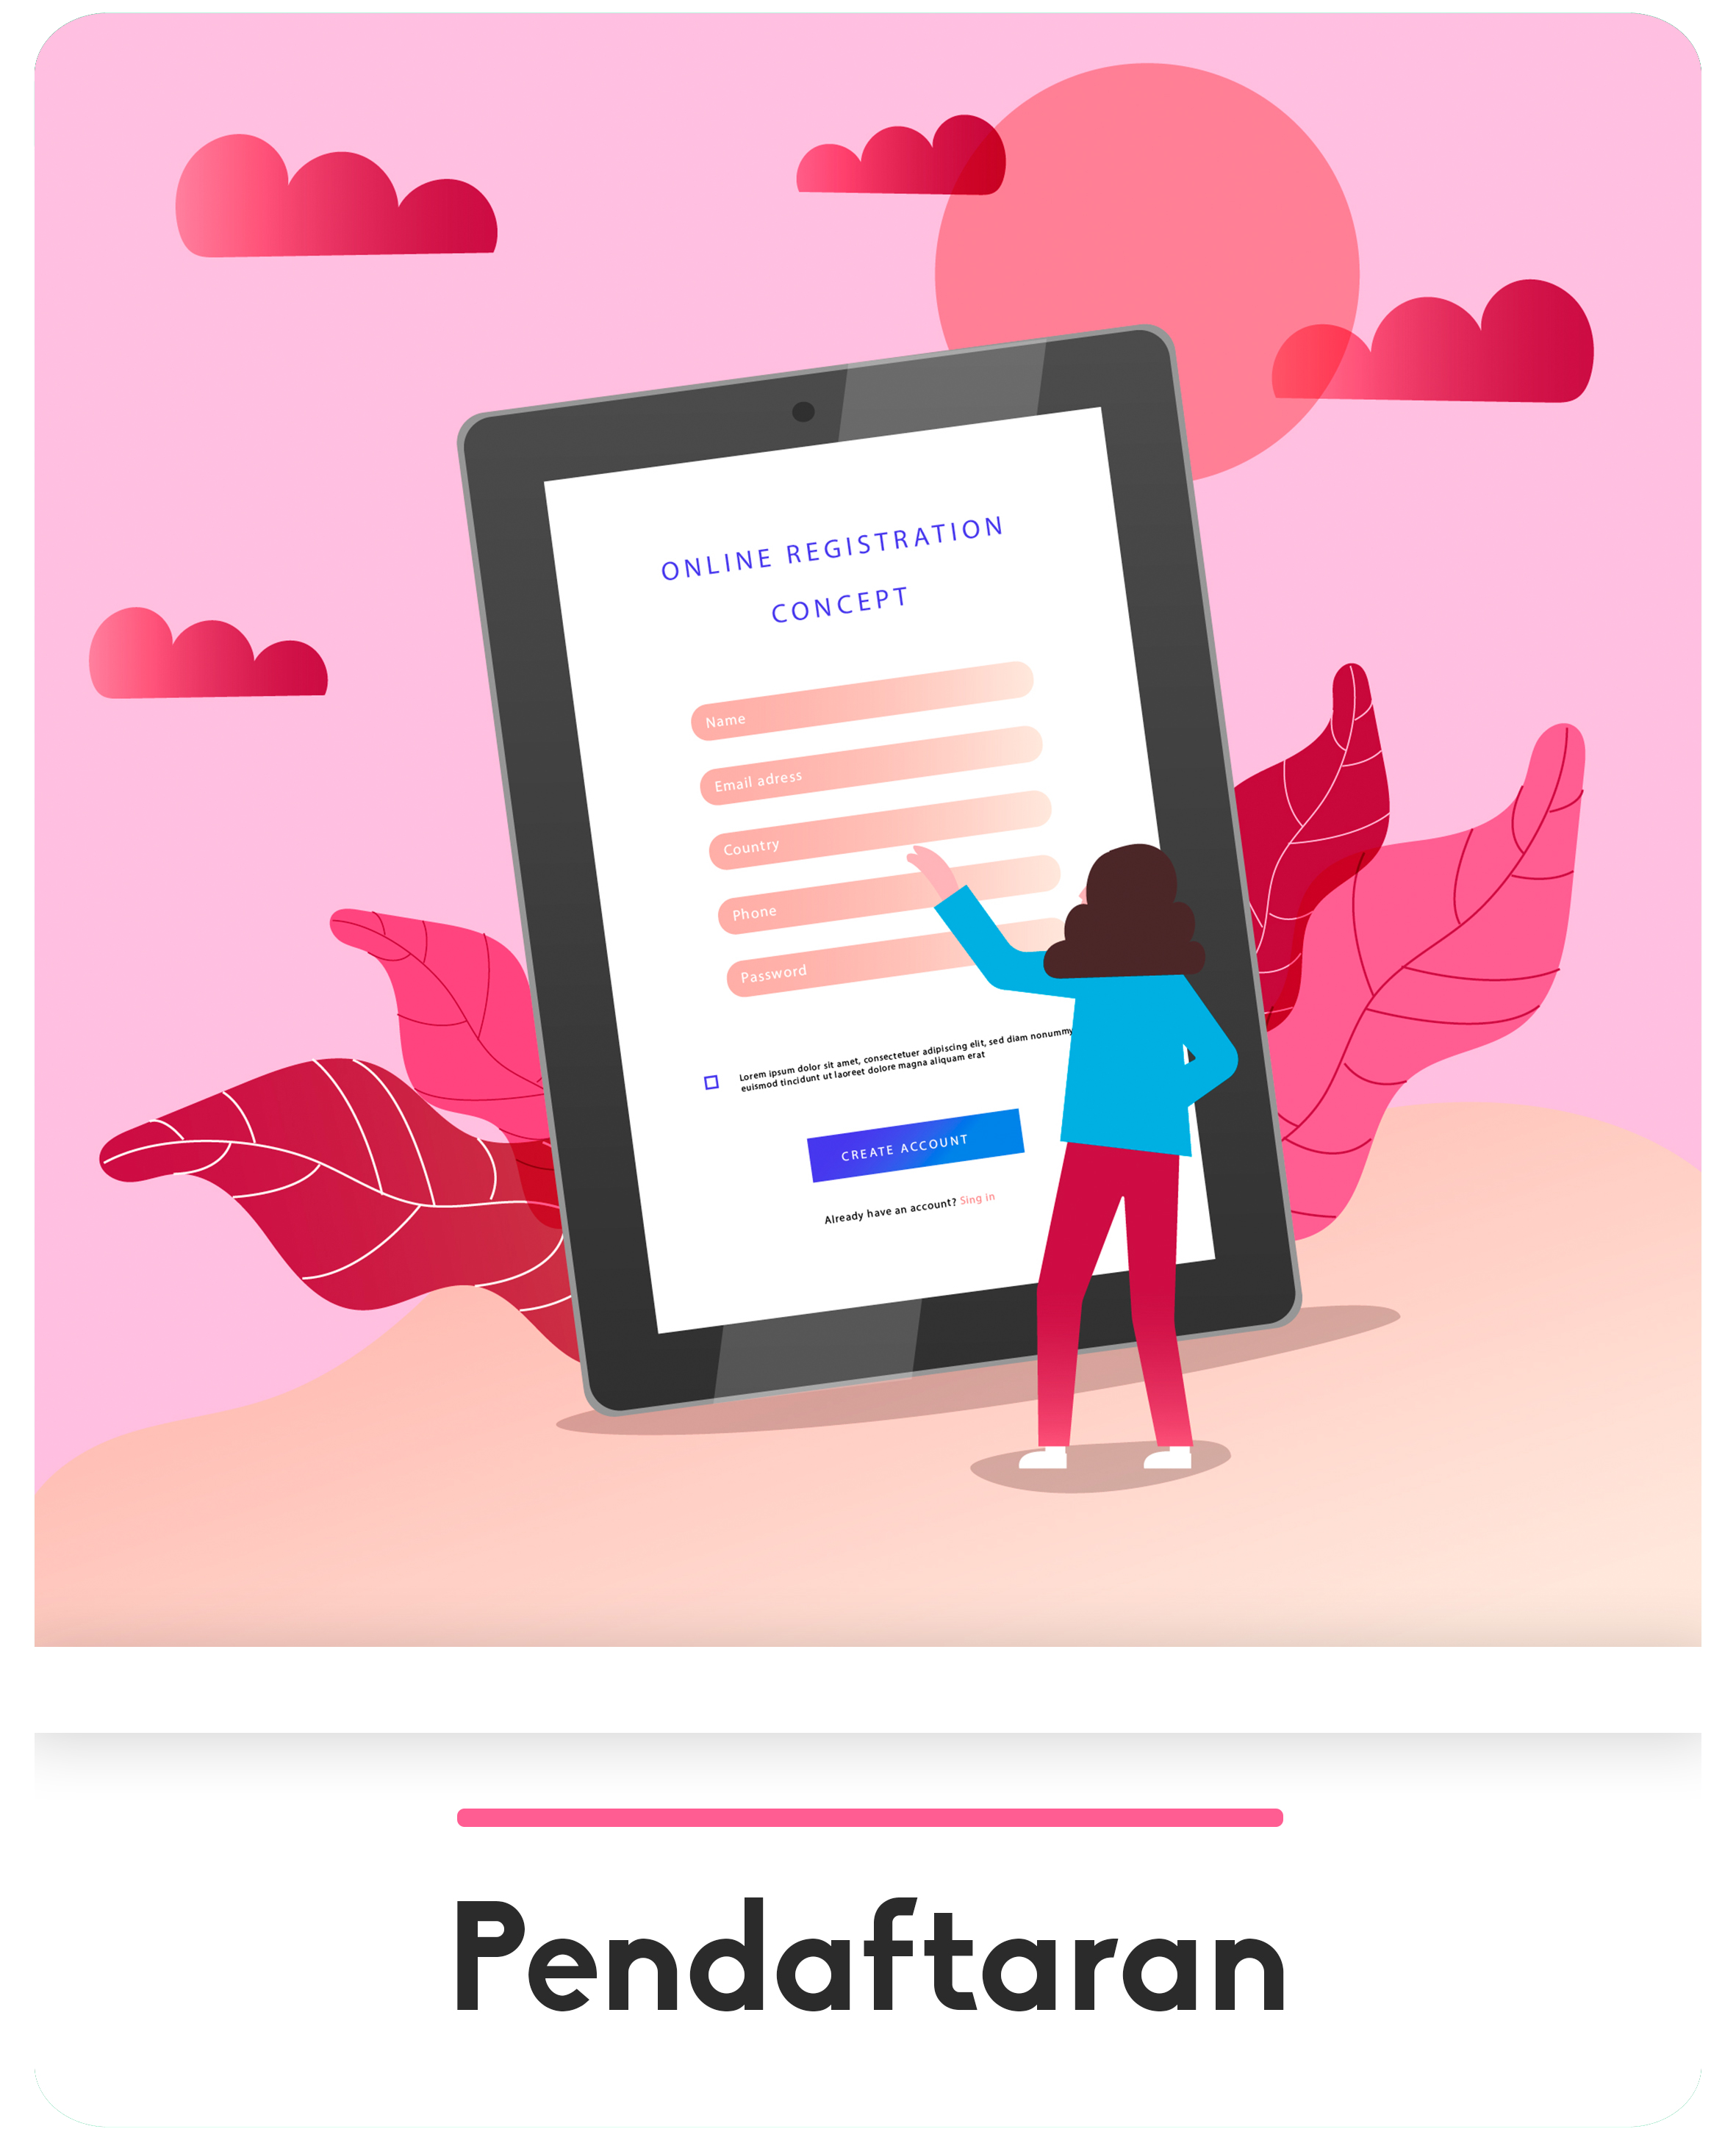 ONLINE REGISTRATION
CONCEPT
Name
Email adress
Country
Phone
Password
Lorem ipsum dolor sit amet, consectetuer adipiscing elit, sed diam nonummy
euismod tincidunt ut laoreet dolore magna aliquam erat
CREATE ACCOUNT
Already have an account? Sing in
Pendaftaran